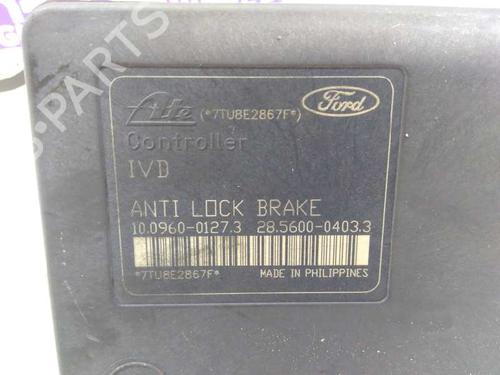 Ate (*7TU8E2867F*) Ford
Controller
IVD
ANTI LOCK BRAKE
10.0960-0127.3 28.5600-0403.3
*7TU8E2867F* MADE IN PHILIPPINES
PARTS